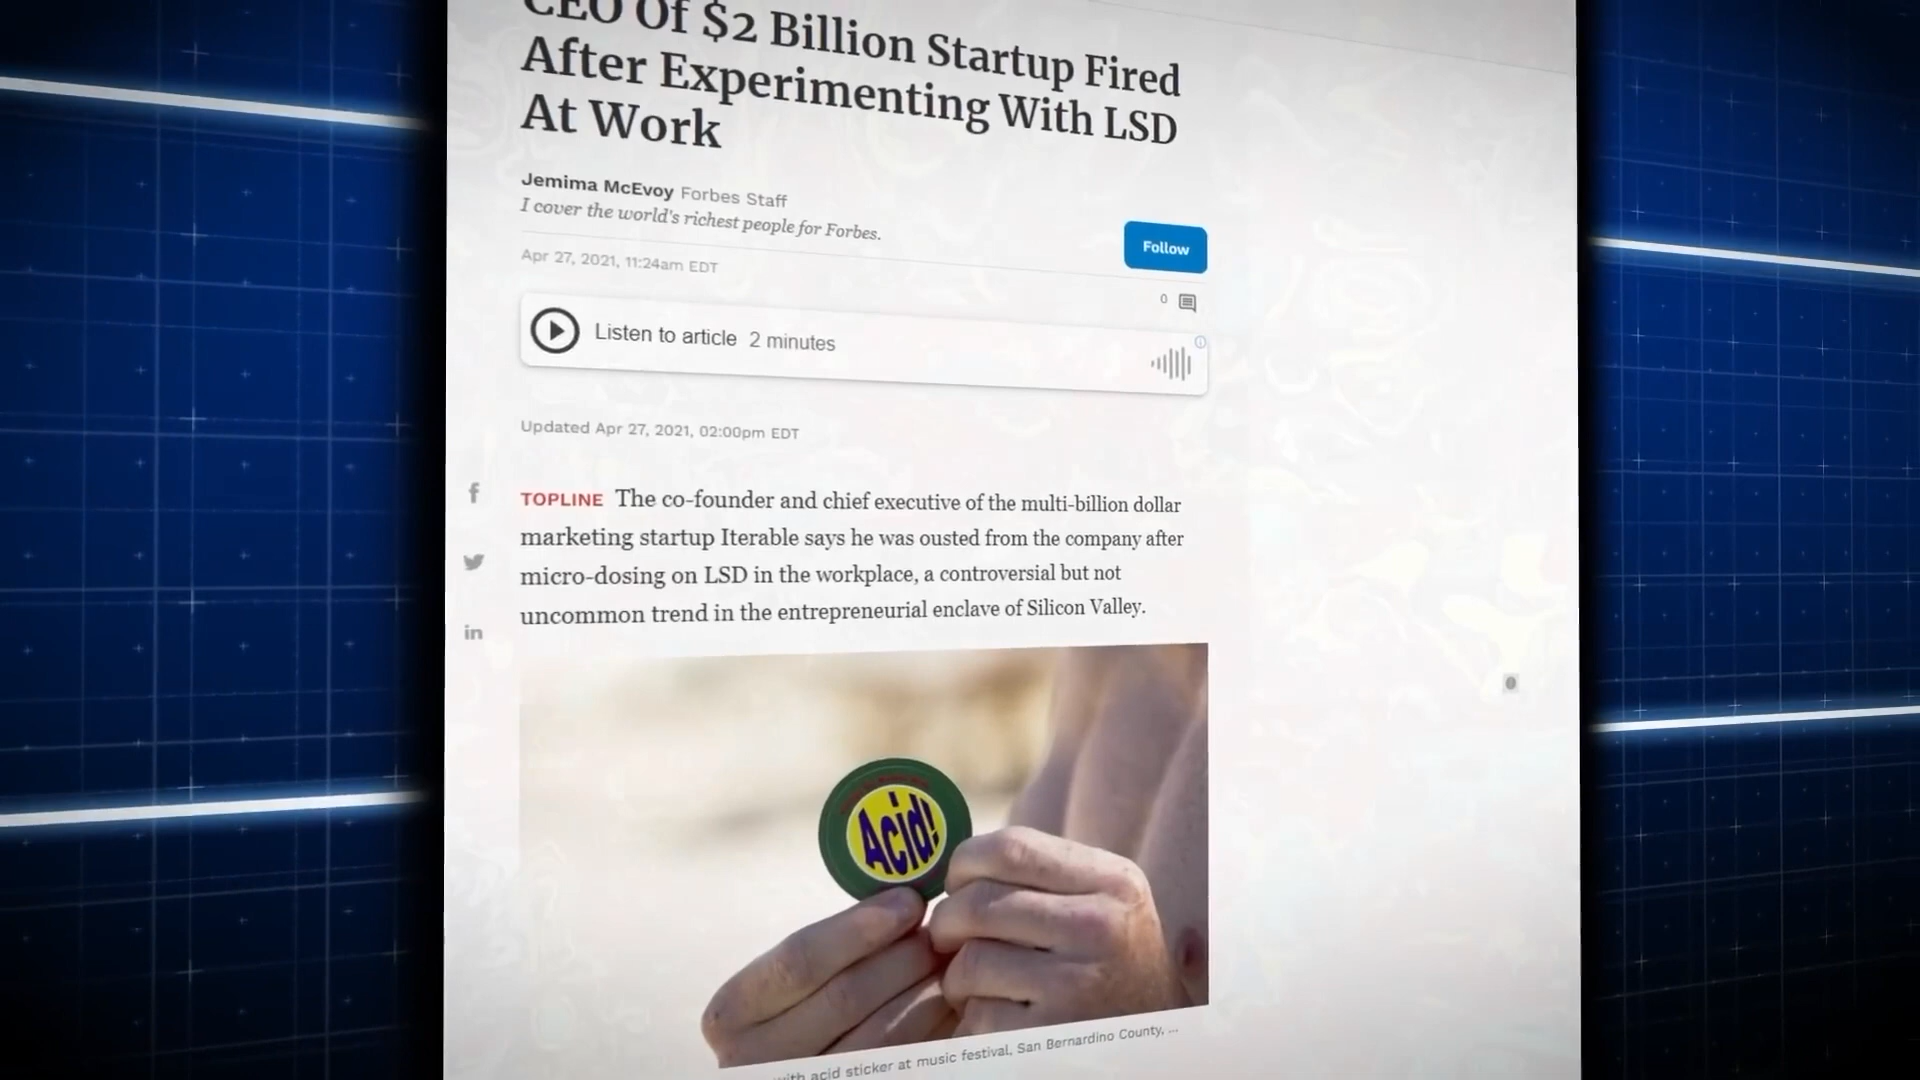 CEO Of $2 Billion Startup Fired
After Experimenting With LSD
At Work
Jemima McEvoy Forbes Staff
I cover the world's richest people for Forbes.
Follow
Apr 27, 2021, 11:24am EDT
0
Listen to article 2 minutes
Updated Apr 27, 2021, 02:00pm EDT
f
TOPLINE The co-founder and chief executive of the multi-billion dollar
marketing startup Iterable says he was ousted from the company after
micro-dosing on LSD in the workplace, a controversial but not
uncommon trend in the entrepreneurial enclave of Silicon Valley.
in
Acid!
with acid sticker at music festival, San Bernardino County, ...